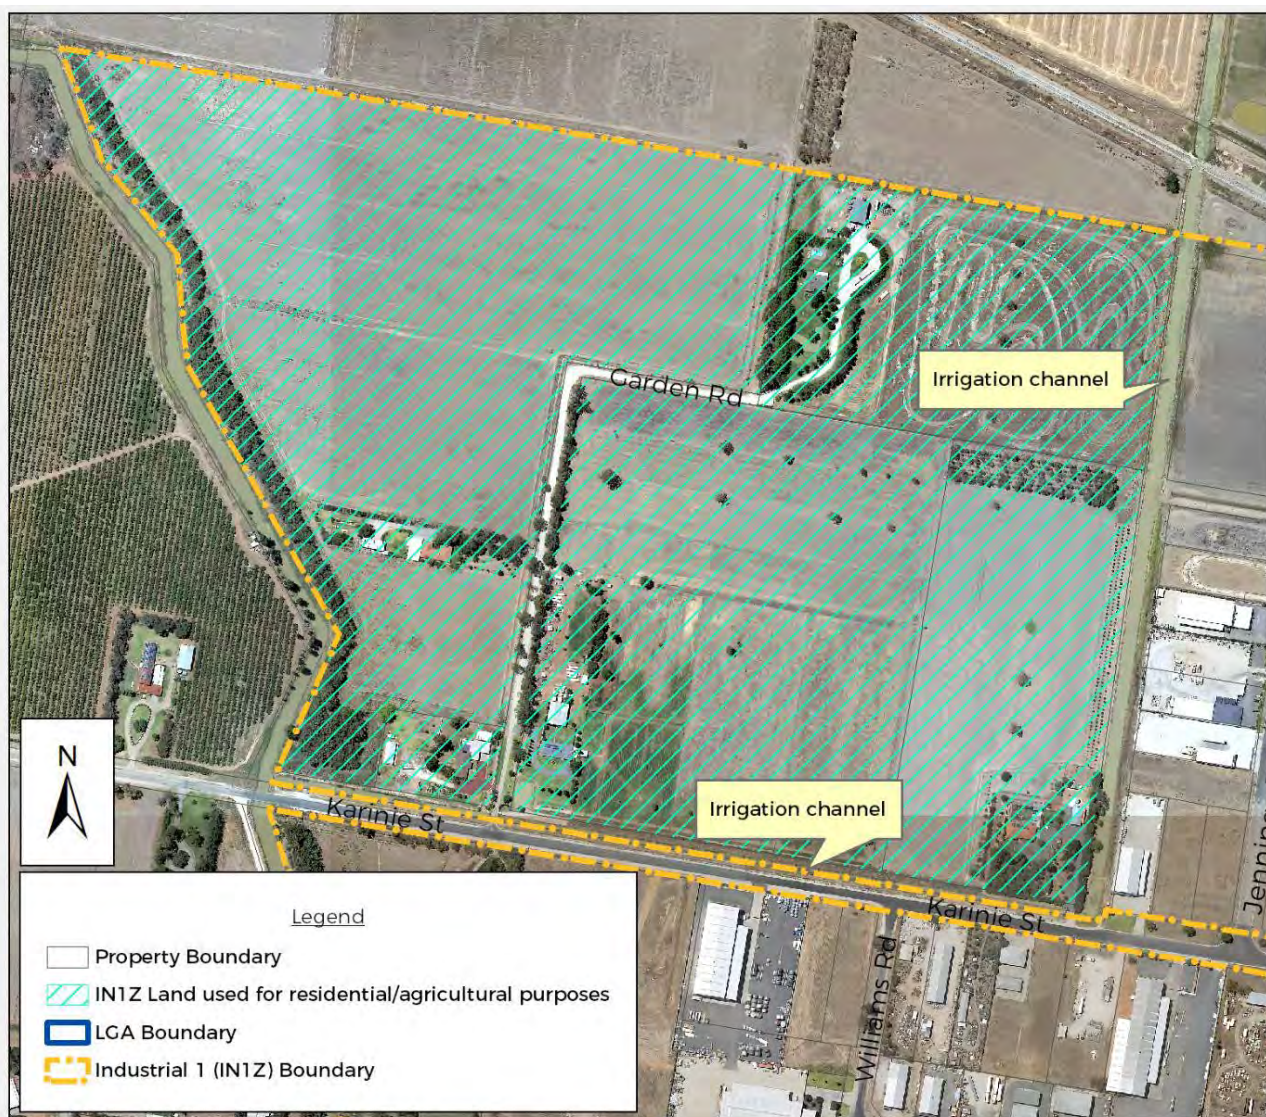 Garden Rd
Irrigation channel
Irrigation channel
Karinie St
Karinie St
Williams Rd
N
Legend
Property Boundary
IN1Z Land used for residential/agricultural purposes
LGA Boundary
Industrial 1 (IN1Z) Boundary